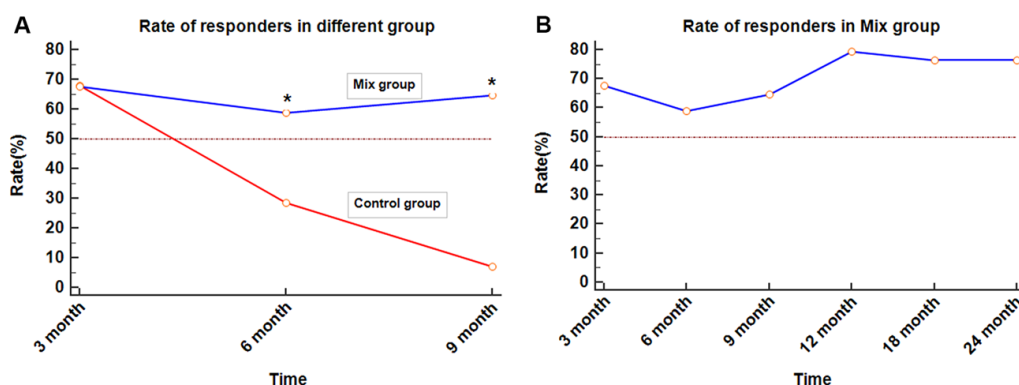 A
Rate of responders in different group
80
70
60
50
40
30
20
10
0
Rate(%)
Mix group
*
*
Control group
3 month
6 month
9 month
Time
B
Rate of responders in Mix group
80
70
60
50
40
30
20
10
0
Rate(%)
3 month
6 month
9 month
12 month
18 month
24 month
Time